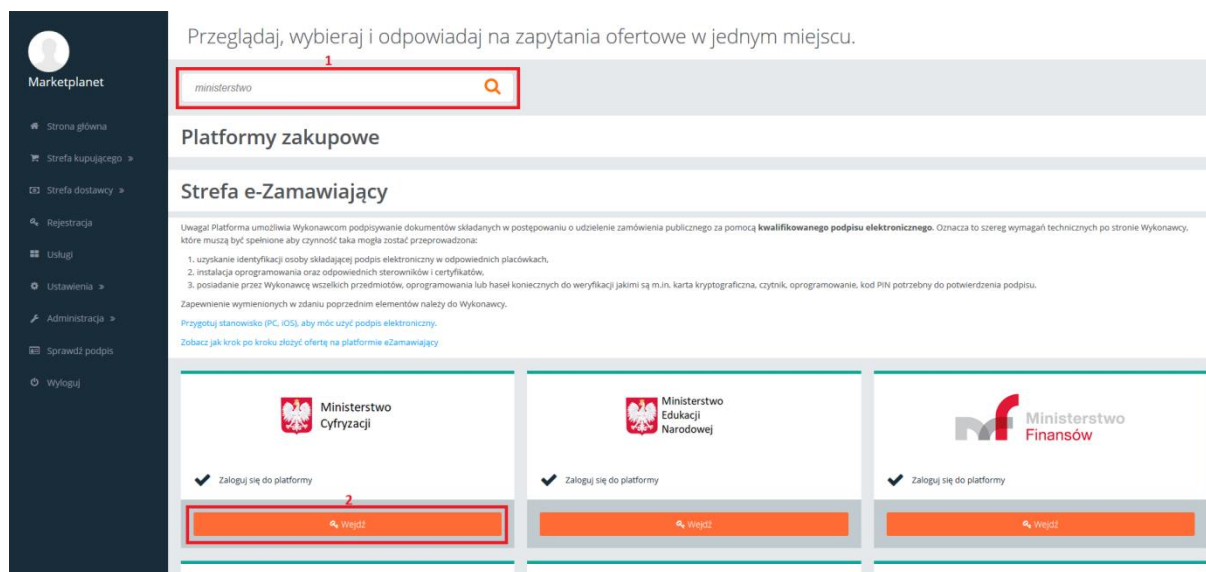 Przeglądaj, wybieraj i odpowiadaj na zapytania ofertowe w jednym miejscu.
1
ministerstwo
Marketplanet
Strona główna
Strefa kupującego »
Strefa dostawcy »
Rejestracja
Usługi
Ustawienia »
Administracja »
Sprawdź podpis
Wyloguj
Platformy zakupowe
Strefa e-Zamawiający
Uwaga! Platforma umożliwia Wykonawcom podpisywanie dokumentów składanych w postępowaniu o udzielenie zamówienia publicznego za pomocą kwalifikowanego podpisu elektronicznego. Oznacza to szereg wymagań technicznych po stronie Wykonawcy,
które muszą być spełnione aby czynność taka mogła zostać przeprowadzona:
1. uzyskanie identyfikacji osoby składającej podpis elektroniczny w odpowiednich placówkach,
2. instalacja oprogramowania oraz odpowiednich sterowników i certyfikatów,
3. posiadanie przez Wykonawcę wszelkich przedmiotów, oprogramowania lub haseł koniecznych do weryfikacji jakimi są m.in. karta kryptograficzna, czytnik, oprogramowanie, kod PIN potrzebny do potwierdzenia podpisu.
Zapewnienie wymienionych w zdaniu poprzednim elementów należy do Wykonawcy.
Przygotuj stanowisko (PC, iOS), aby móc użyć podpis elektroniczny.
Zobacz jak krok po kroku złożyć ofertę na platformie eZamawiający
Ministerstwo
Cyfryzacji
Zaloguj się do platformy
2
Wejdź
Ministerstwo
Edukacji
Narodowej
Zaloguj się do platformy
Wejdź
Ministerstwo
Finansów
Zaloguj się do platformy
Wejdź